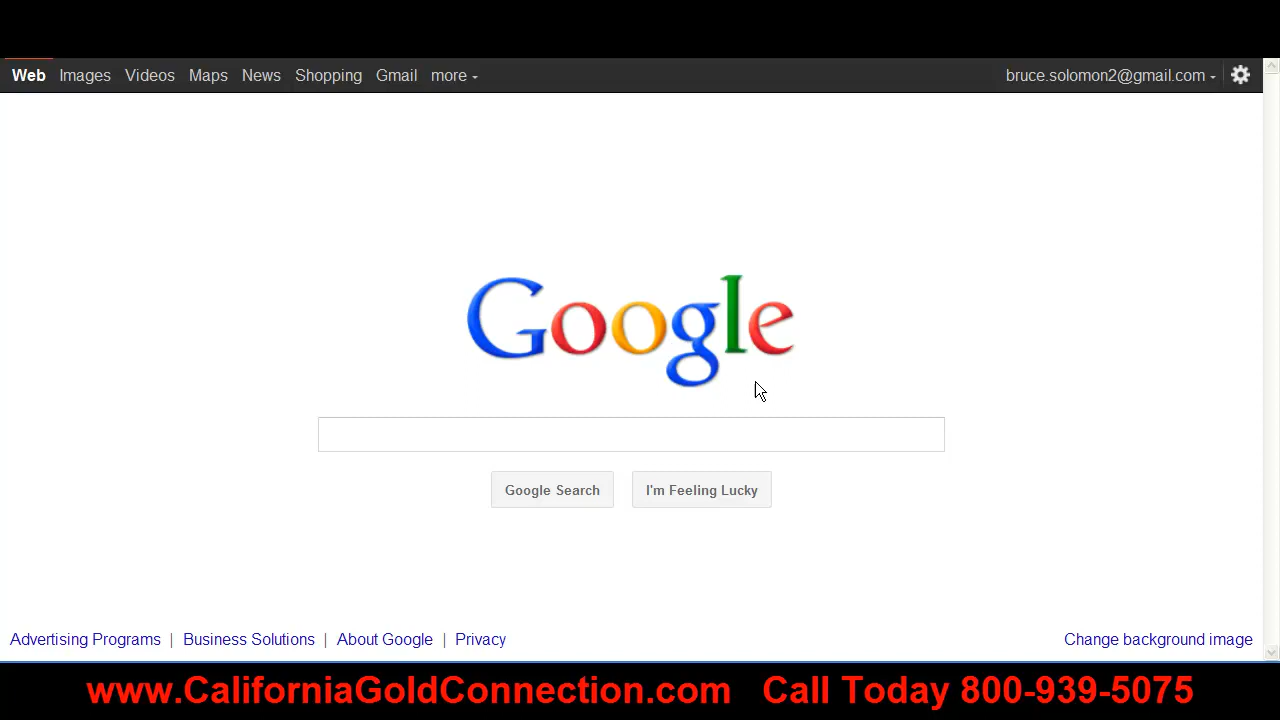 Web Images Videos Maps News Shopping Gmail more bruce.solomon2@gmail.com
Google
Google Search I'm Feeling Lucky
Advertising Programs | Business Solutions | About Google | Privacy Change background image
www.CaliforniaGoldConnection.com Call Today 800-939-5075